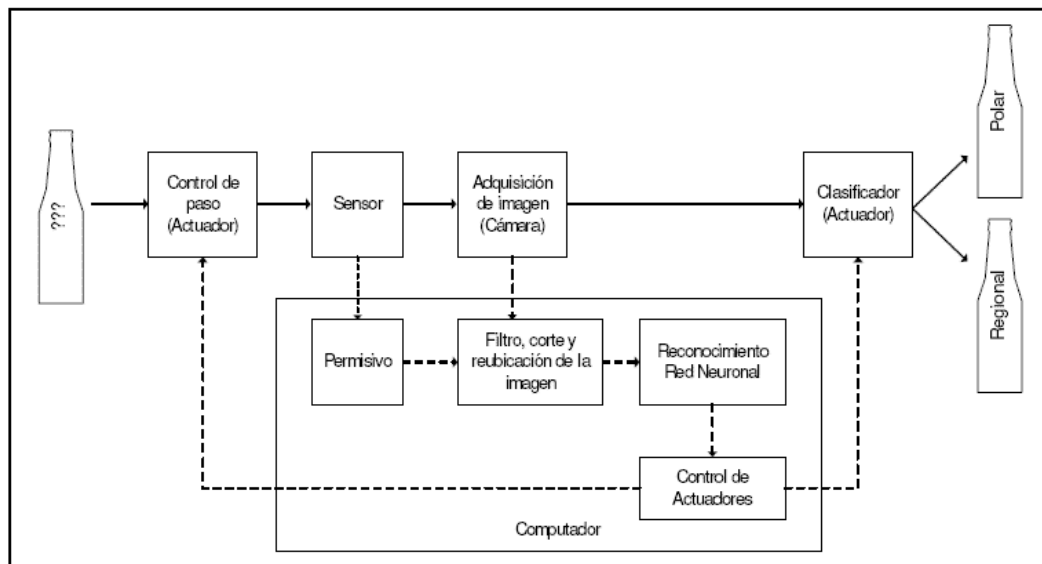 ???
Control de
paso
(Actuador)
Sensor
Adquisición
de imagen
(Cámara)
Clasificador
(Actuador)
Polar
Regional
Permisivo
Filtro, corte y
reubicación de la
imagen
Reconocimiento
Red Neuronal
Control de
Actuadores
Computador